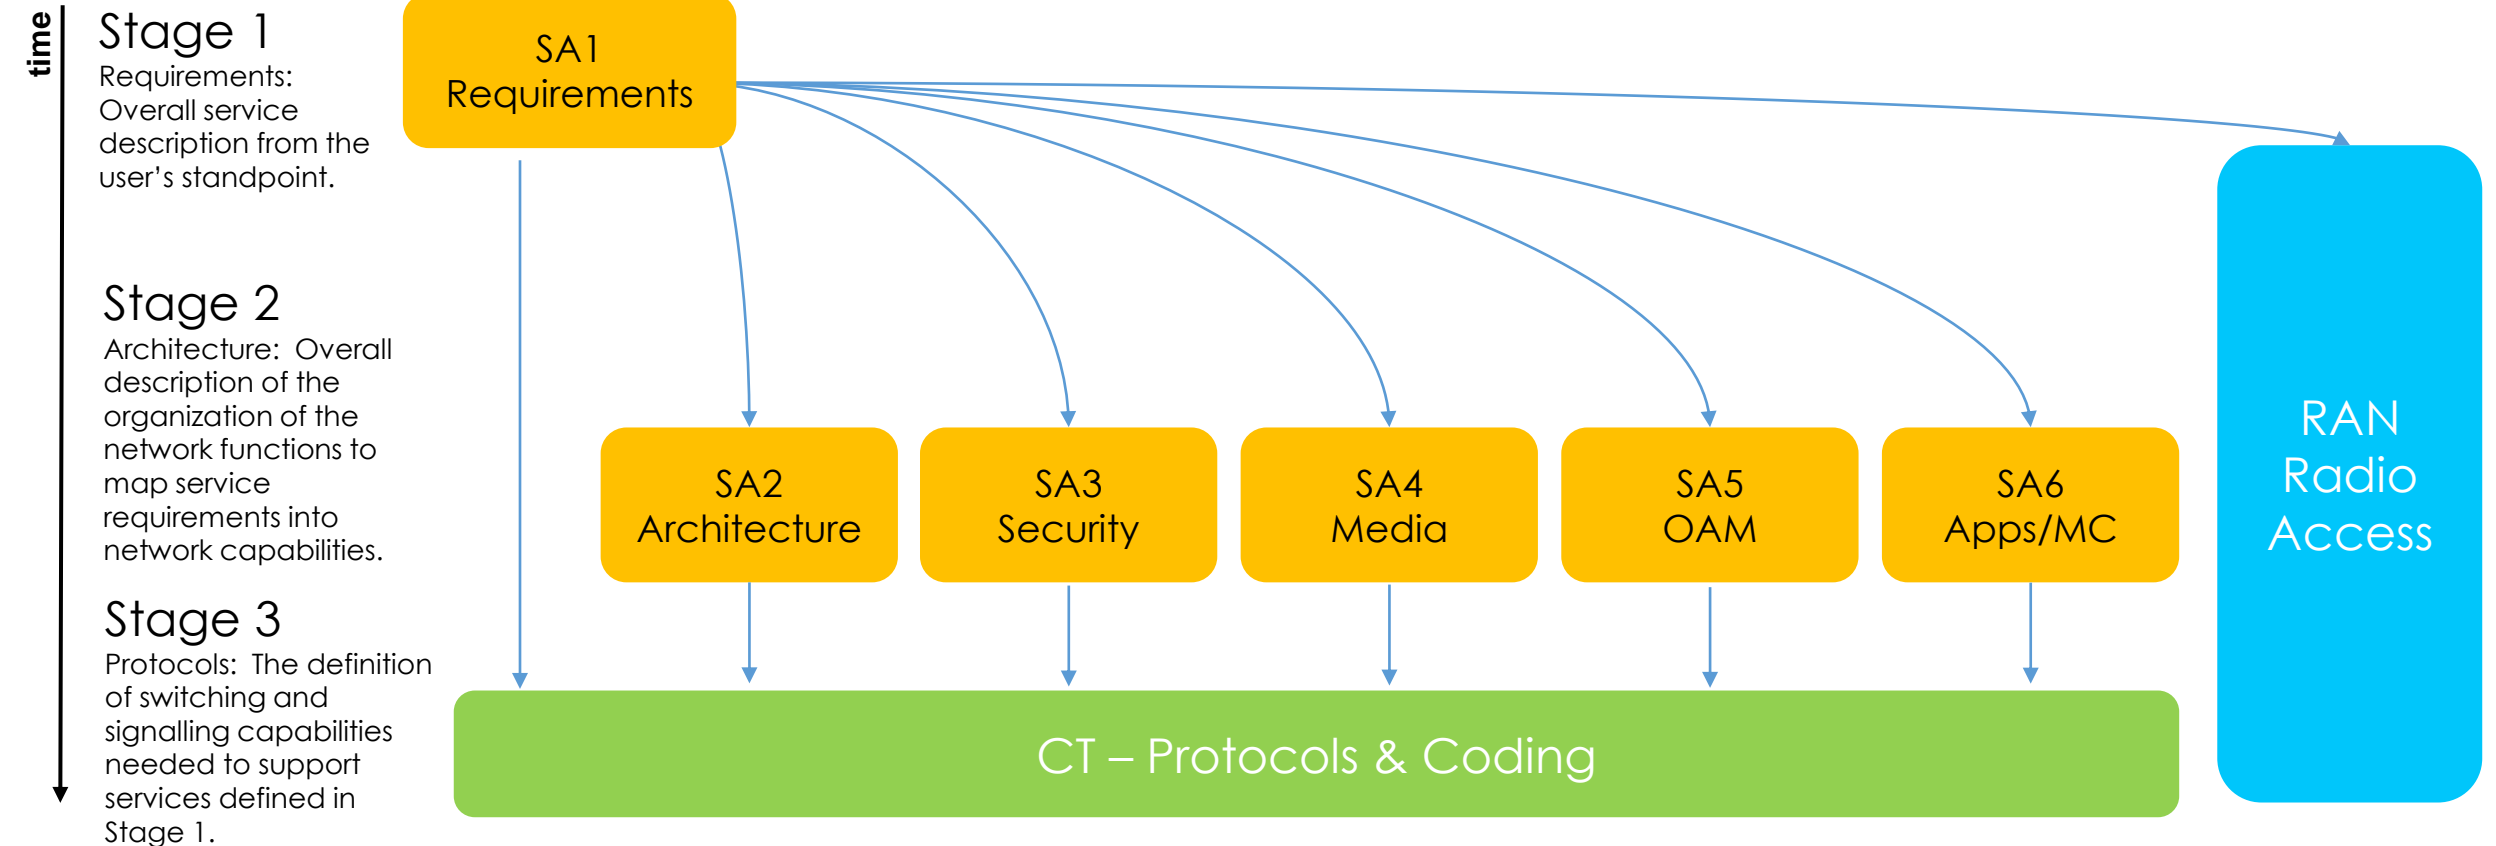 time
Stage 1
Requirements:
Overall service
description from the
user’s standpoint.
SA1
Requirements
Stage 2
Architecture:  Overall
description of the
organization of the
network functions to
map service
requirements into
network capabilities.
SA2
Architecture
SA3
Security
SA4
Media
SA5
OAM
SA6
Apps/MC
RAN
Radio
Access
Stage 3
Protocols:  The definition
of switching and
signalling capabilities
needed to support
services defined in
Stage 1.
CT – Protocols & Coding